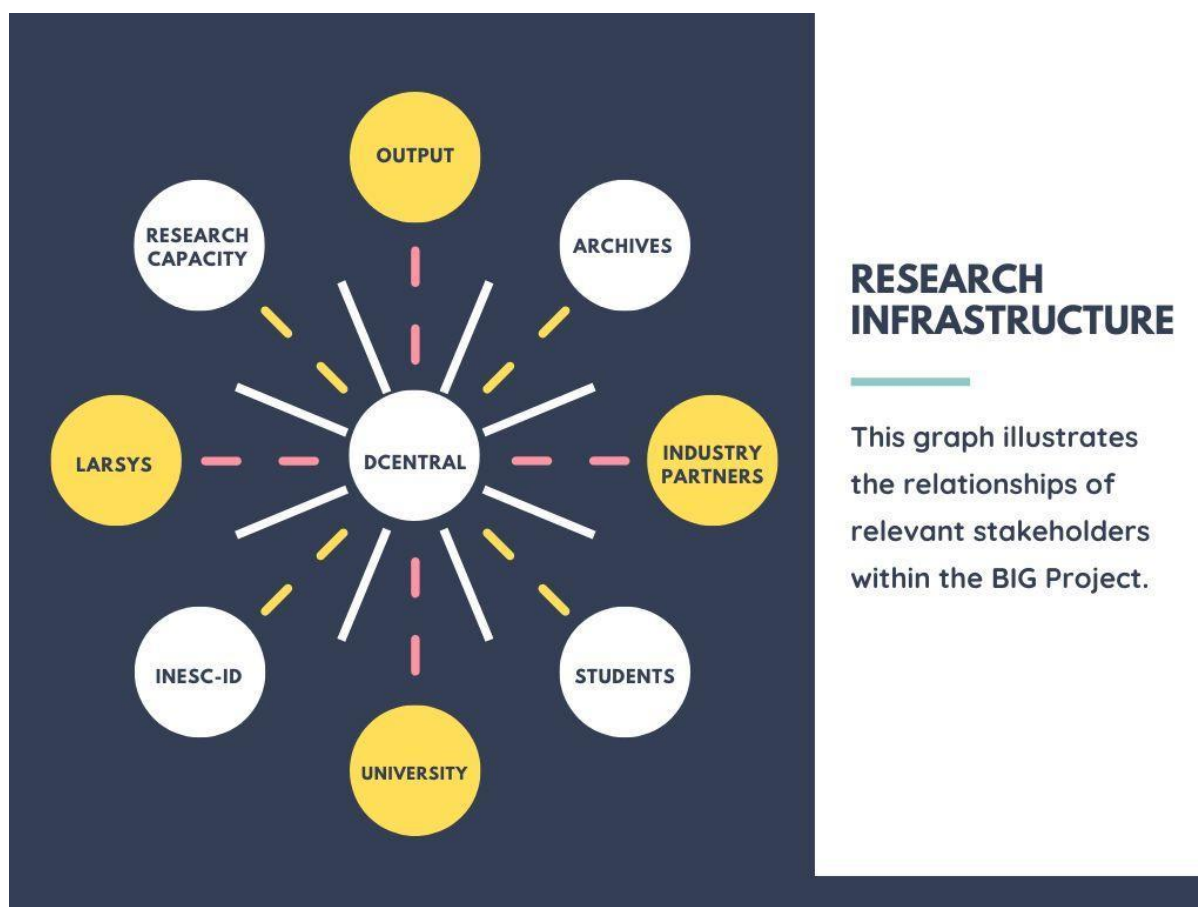 OUTPUT
RESEARCH
CAPACITY
ARCHIVES
LARSYS
DCENTRAL
INDUSTRY
PARTNERS
INESC-ID
STUDENTS
UNIVERSITY
RESEARCH
INFRASTRUCTURE
This graph illustrates
the relationships of
relevant stakeholders
within the BIG Project.